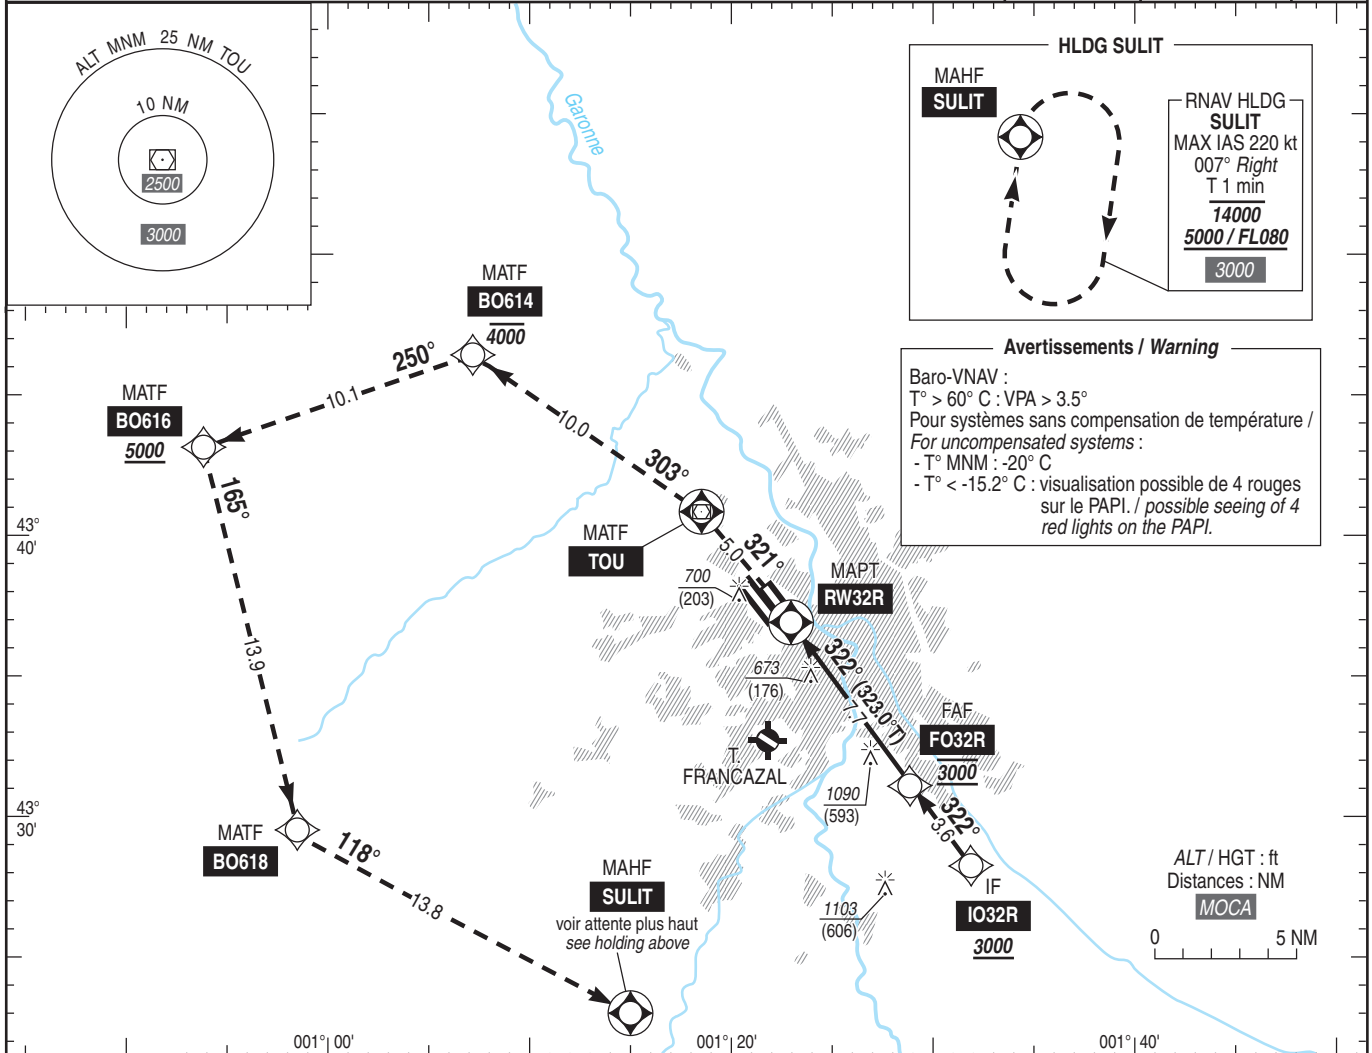 ALT MNM 25 NM TOU
10 NM
2500
3000
Garonne
HLDG SULIT
MAHF
SULIT
RNAV HLDG
SULIT
MAX IAS 220 kt
007° Right
T 1 min
14000
5000 / FL080
3000
Avertissements / Warning
Baro-VNAV :
T° > 60° C : VPA > 3.5°
Pour systèmes sans compensation de température /
For uncompensated systems :
- T° MNM : -20° C
- T° < -15.2° C : visualisation possible de 4 rouges
sur le PAPI. / possible seeing of 4
red lights on the PAPI.
MATF
BO614
4000
250°
10.1
MATF
BO616
5000
10.0
303°
165°
43°
40'
MATF
TOU
5.0
321°
700
(203)
MAPT
RW32R
13.9
673
(176)
322° (323.0°T)
7.7
FAF
FO32R
3000
T.
FRANCAZAL
1090
(593)
43°
30'
322°
3.6
MATF
BO618
118°
13.8
MAHF
SULIT
voir attente plus haut
see holding above
1103
(606)
IF
IO32R
3000
ALT / HGT : ft
Distances : NM
MOCA
0 5 NM
001° 00'
001° 20'
001° 40'